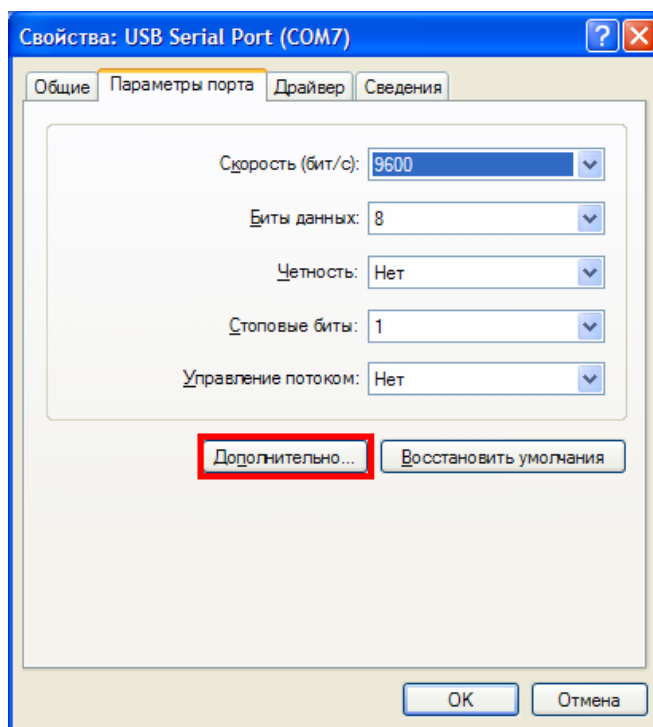 Свойства: USB Serial Port (COM7)
Общие Параметры порта Драйвер Сведения
Скорость (бит/с): 9600
Биты данных: 8
Четность: Нет
Стоповые биты: 1
Управление потоком: Нет
Дополнительно... Восстановить умолчания
OK Отмена